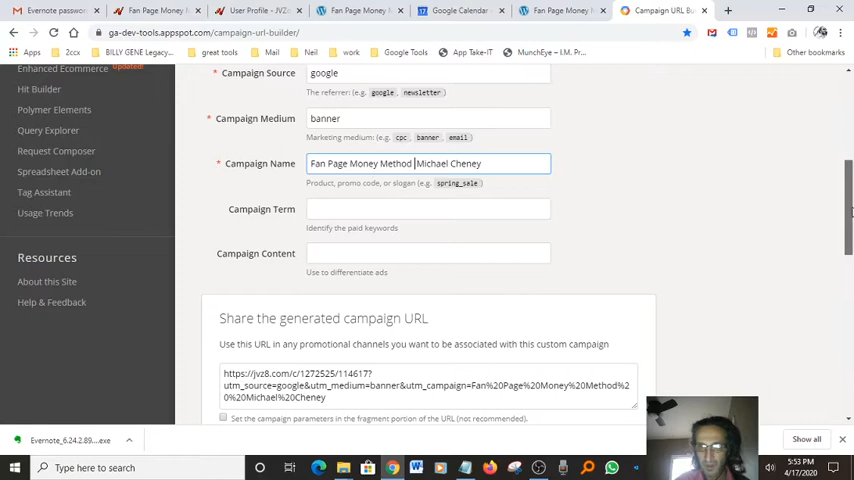 Evernote passwor
Fan Page Money M
User Profile - JVZo
Fan Page Money M
Google Calendar -
Fan Page Money M
Campaign URL Bu
ga-dev-tools.appspot.com/campaign-url-builder/
Apps
2ccx
BILLY GENE Legacy...
great tools
Mail
Neil
work
Google Tools
App Take-IT
MunchEye – I.M. Pr...
Other bookmarks
Enhanced Ecommerce
Updated!
Hit Builder
Polymer Elements
Query Explorer
Request Composer
Spreadsheet Add-on
Tag Assistant
Usage Trends
Resources
About this Site
Help & Feedback
* Campaign Source
google
The referrer: (e.g. google , newsletter )
* Campaign Medium
banner
Marketing medium: (e.g. cpc , banner , email )
* Campaign Name
Fan Page Money Method Michael Cheney
Product, promo code, or slogan (e.g. spring_sale )
Campaign Term
Identify the paid keywords
Campaign Content
Use to differentiate ads
Share the generated campaign URL
Use this URL in any promotional channels you want to be associated with this custom campaign
https://jvz8.com/c/1272525/114617?
utm_source=google&utm_medium=banner&utm_campaign=Fan%20Page%20Money%20Method%2
0%20Michael%20Cheney
Set the campaign parameters in the fragment portion of the URL (not recommended).
Evernote_6.24.2.89....exe
Show all
Type here to search
5:53 PM
4/17/2020